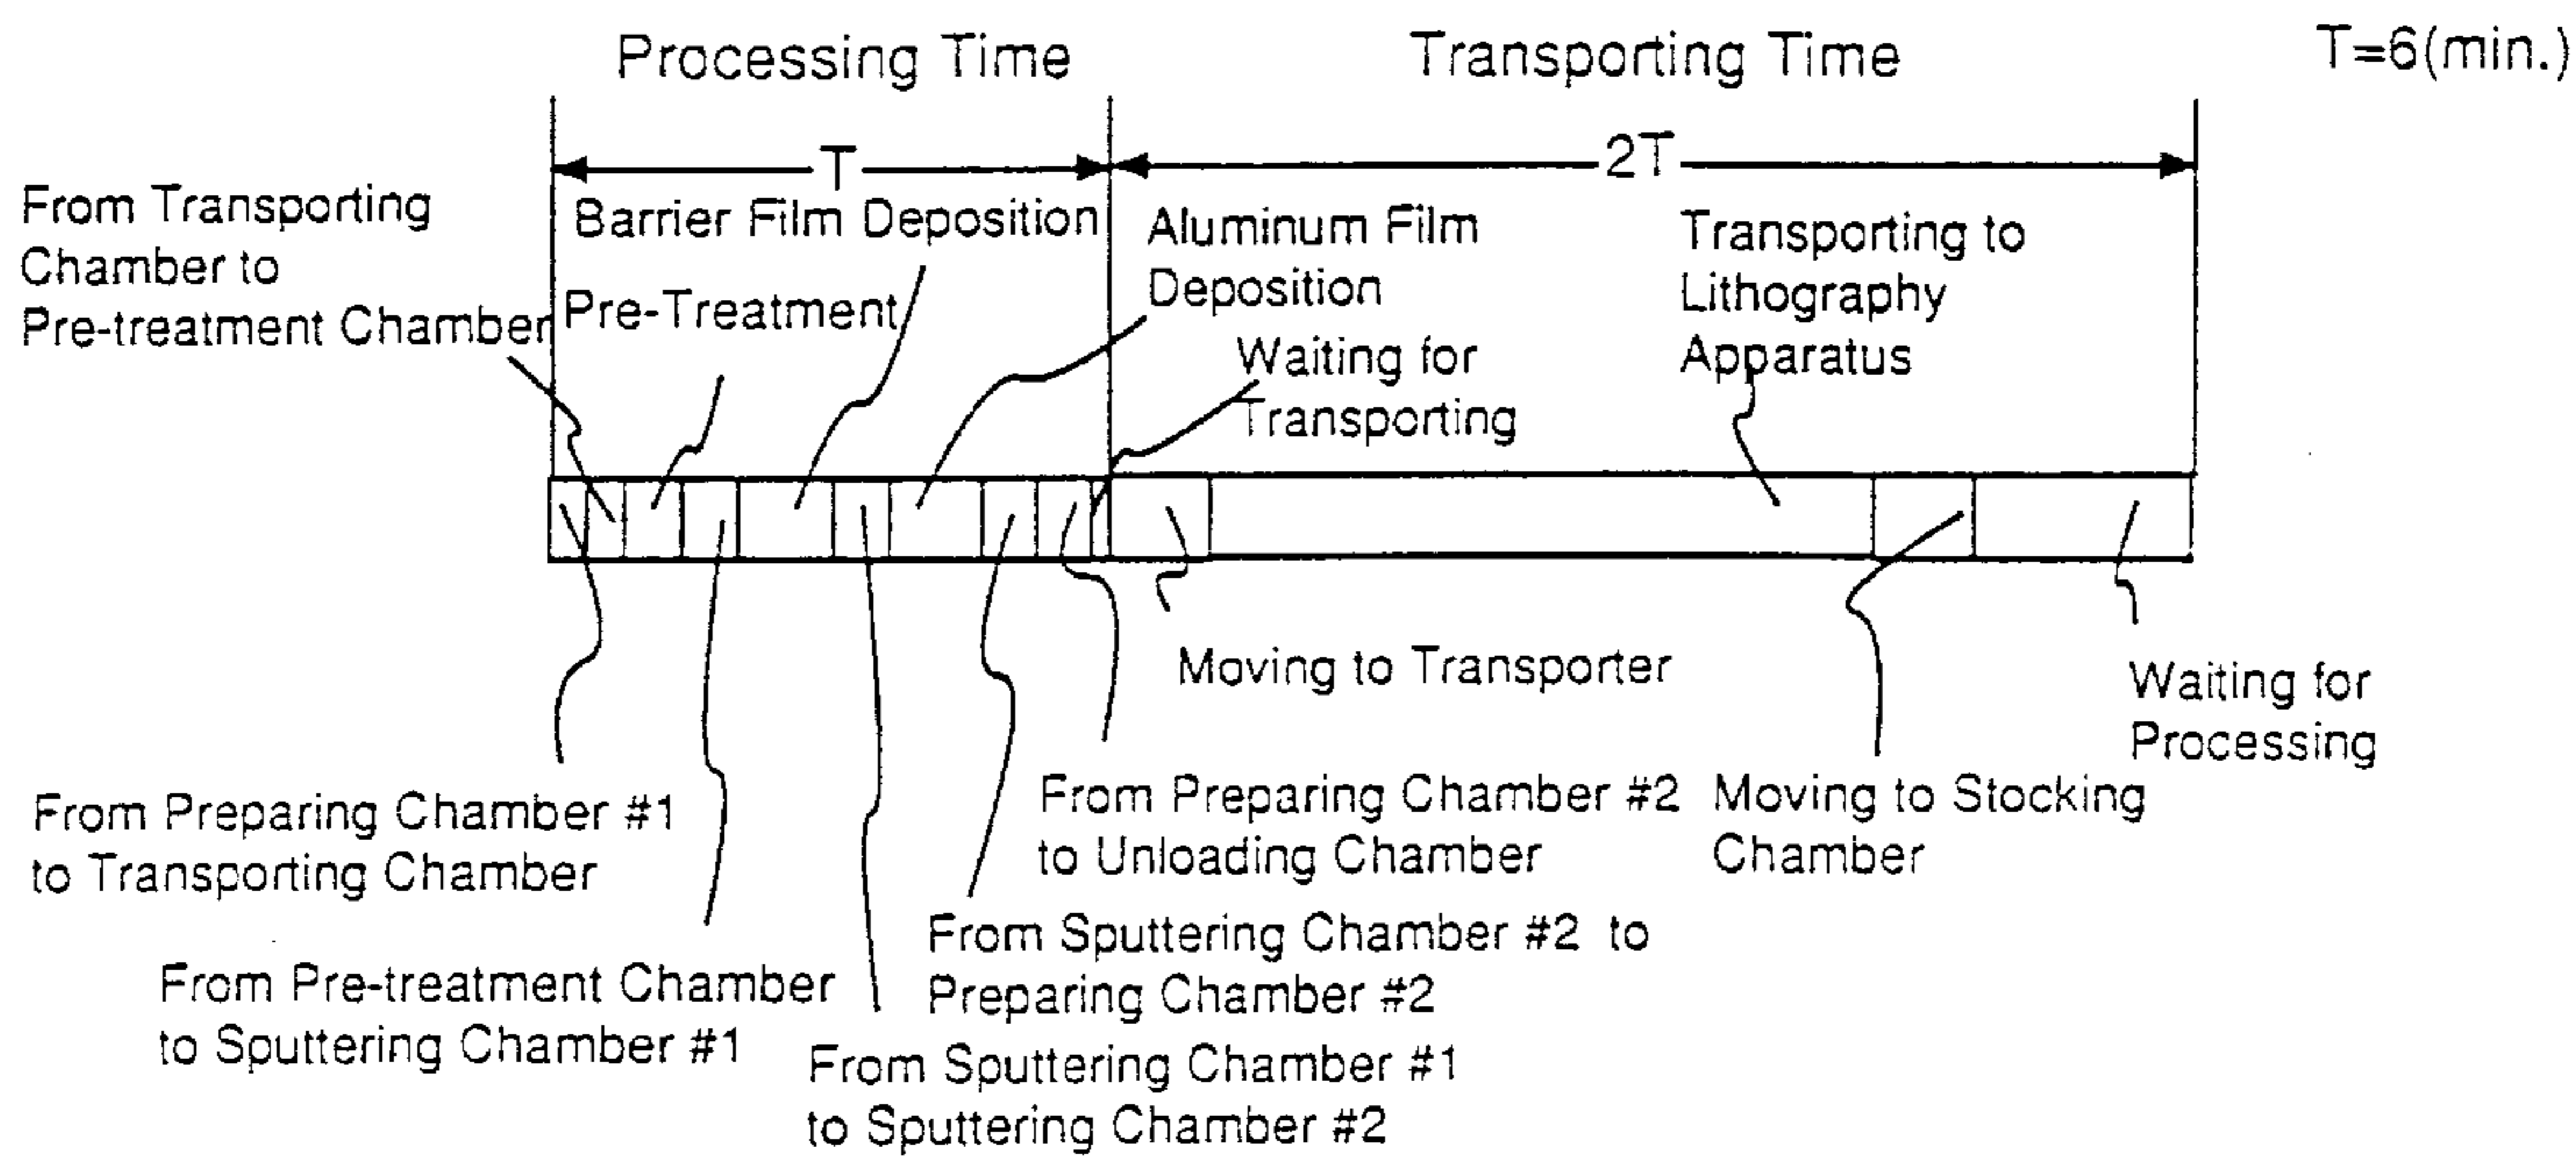 Processing Time
Transporting Time
T=6(min.)
T
2T
From Transporting
Chamber to
Pre-treatment Chamber
Barrier Film Deposition
Pre-Treatment
Aluminum Film
Deposition
Waiting for
Transporting
Transporting to
Lithography
Apparatus
Moving to Transporter
Waiting for
Processing
From Preparing Chamber #1
to Transporting Chamber
From Preparing Chamber #2
to Unloading Chamber
Moving to Stocking
Chamber
From Pre-treatment Chamber
to Sputtering Chamber #1
From Sputtering Chamber #2 to
Preparing Chamber #2
From Sputtering Chamber #1
to Sputtering Chamber #2